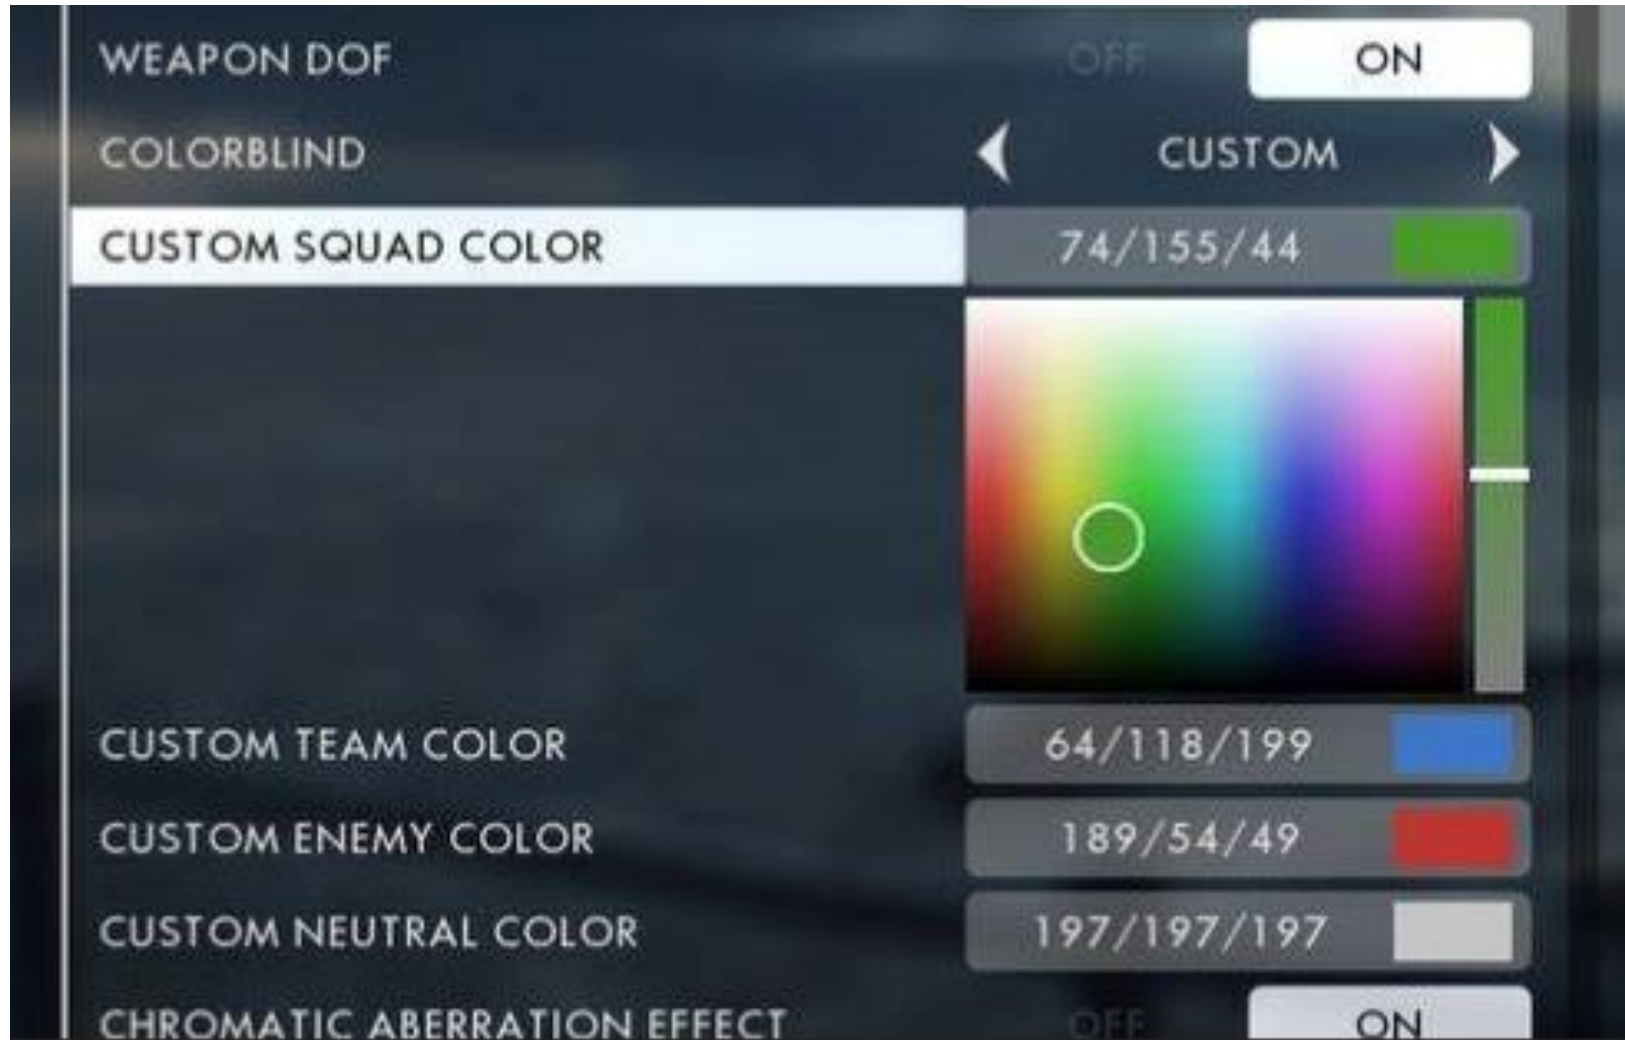 WEAPON DOF OFF ON
COLORBLIND CUSTOM
CUSTOM SQUAD COLOR 74/155/44
CUSTOM TEAM COLOR 64/118/199
CUSTOM ENEMY COLOR 189/54/49
CUSTOM NEUTRAL COLOR 197/197/197
CHROMATIC ABERRATION EFFECT OFF ON